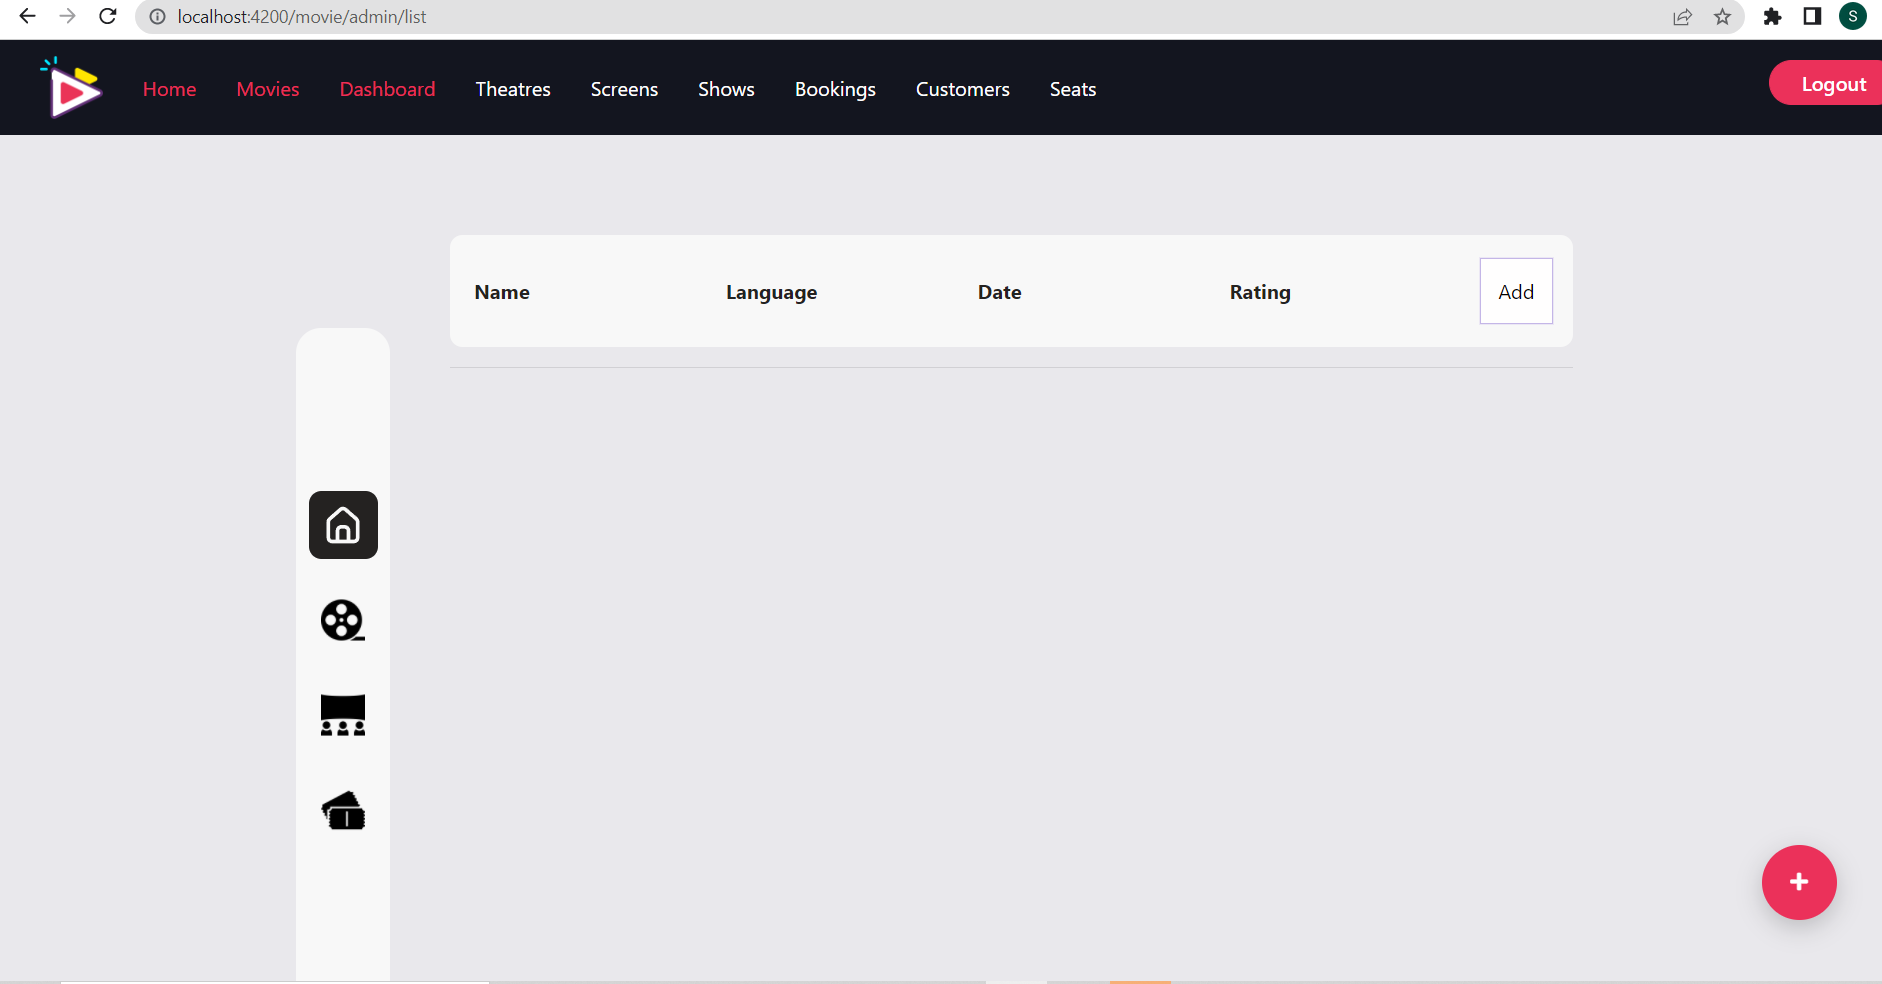 localhost:4200/movie/admin/list
S
Home Movies Dashboard Theatres Screens Shows Bookings Customers Seats Logout
Name Language Date Rating Add
+